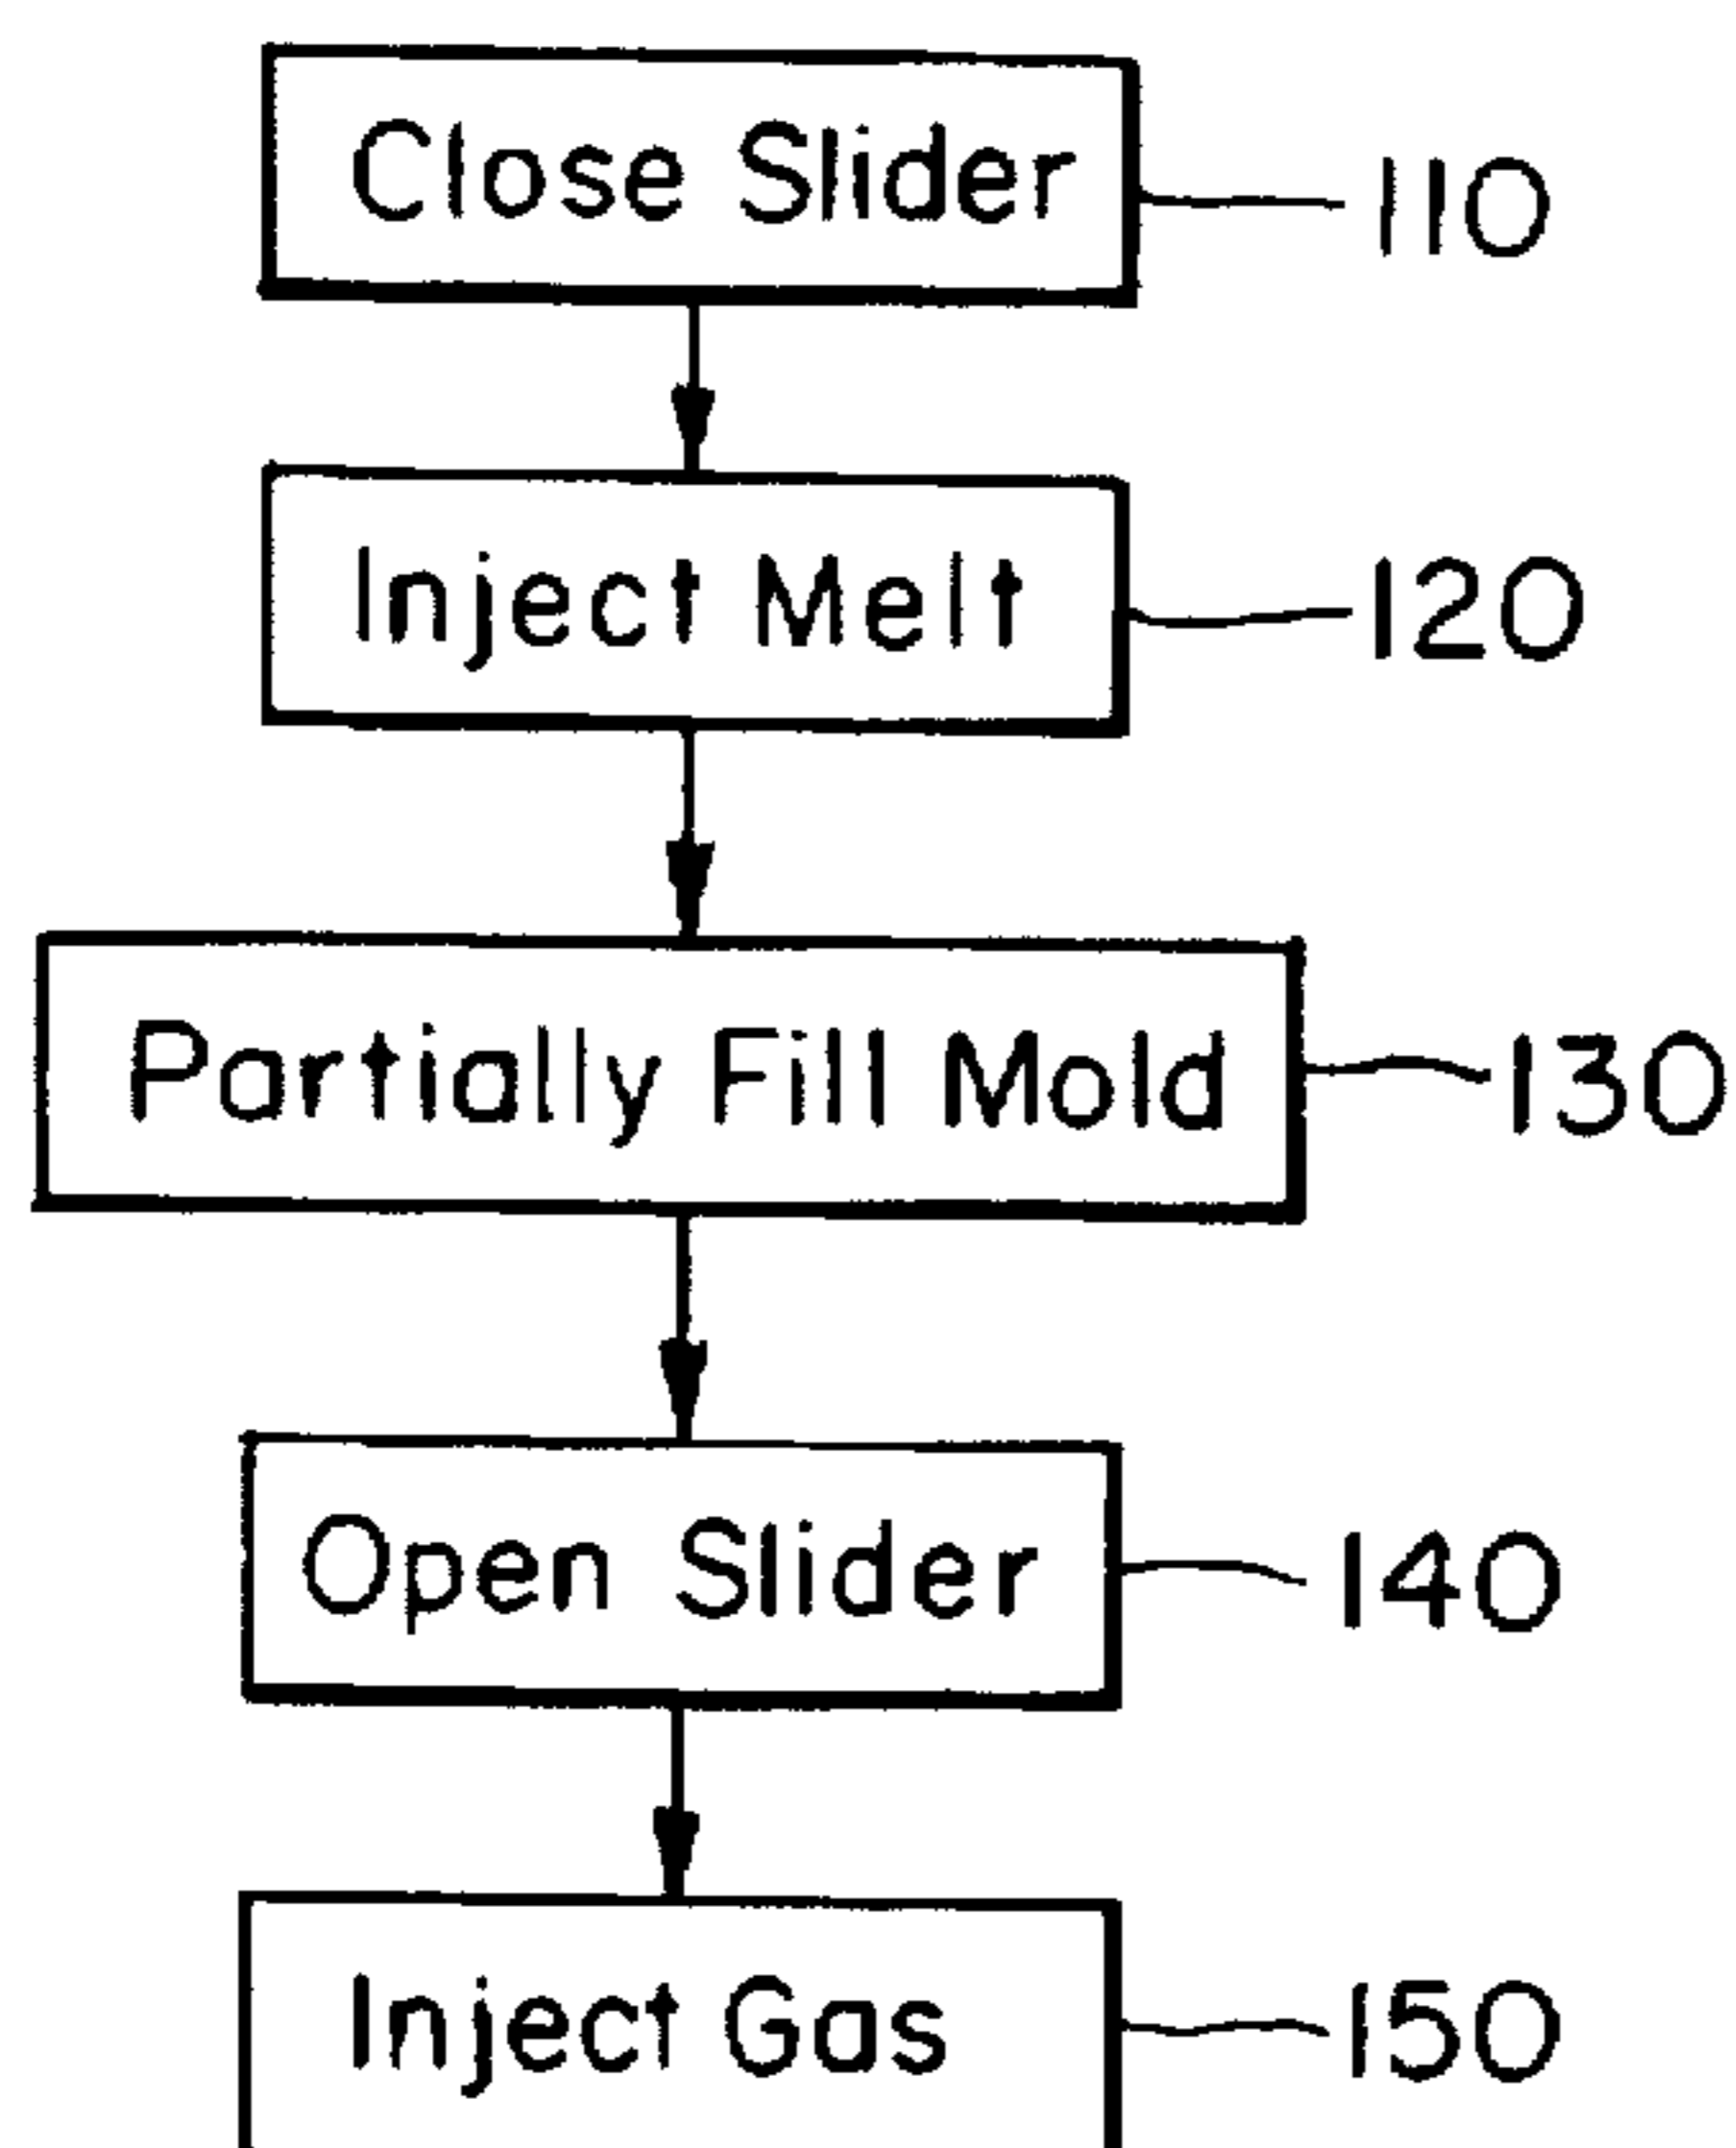 Close Slider 110
Inject Melt 120
Partially Fill Mold 130
Open Slider 140
Inject Gas 150